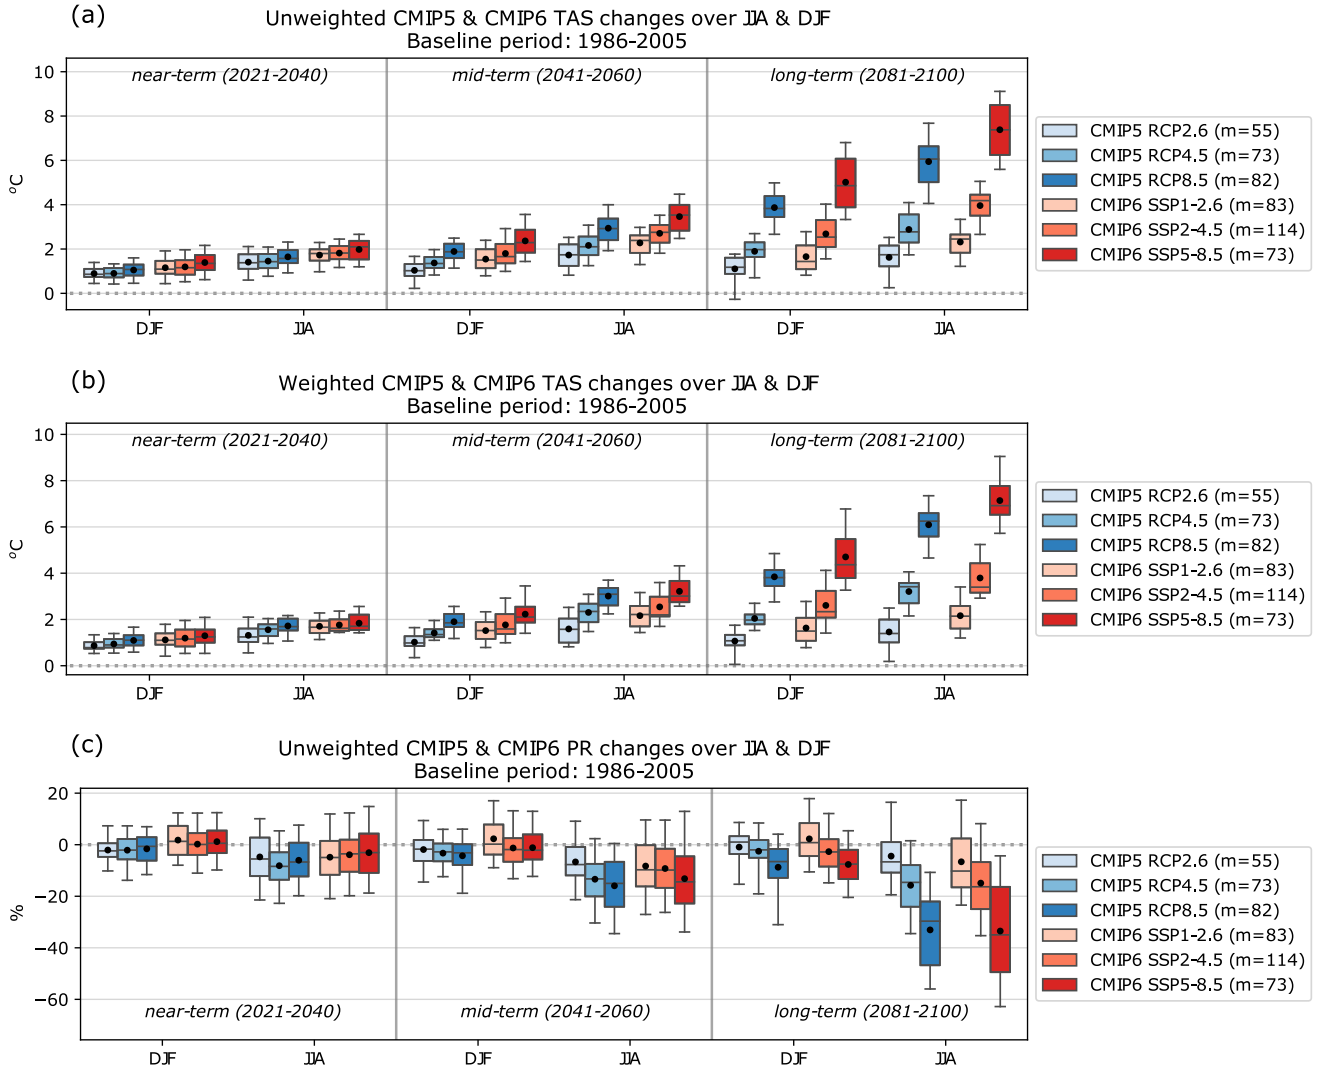 (a)
Unweighted CMIP5 & CMIP6 TAS changes over JJA & DJF
Baseline period: 1986-2005
near-term (2021-2040)
mid-term (2041-2060)
long-term (2081-2100)
10
8
6
4
2
0
°C
DJF
JJA
DJF
JJA
DJF
JJA
CMIP5 RCP2.6 (m=55)
CMIP5 RCP4.5 (m=73)
CMIP5 RCP8.5 (m=82)
CMIP6 SSP1-2.6 (m=83)
CMIP6 SSP2-4.5 (m=114)
CMIP6 SSP5-8.5 (m=73)
(b)
Weighted CMIP5 & CMIP6 TAS changes over JJA & DJF
Baseline period: 1986-2005
near-term (2021-2040)
mid-term (2041-2060)
long-term (2081-2100)
10
8
6
4
2
0
°C
DJF
JJA
DJF
JJA
DJF
JJA
CMIP5 RCP2.6 (m=55)
CMIP5 RCP4.5 (m=73)
CMIP5 RCP8.5 (m=82)
CMIP6 SSP1-2.6 (m=83)
CMIP6 SSP2-4.5 (m=114)
CMIP6 SSP5-8.5 (m=73)
(c)
Unweighted CMIP5 & CMIP6 PR changes over JJA & DJF
Baseline period: 1986-2005
20
0
−20
−40
−60
%
near-term (2021-2040)
mid-term (2041-2060)
long-term (2081-2100)
DJF
JJA
DJF
JJA
DJF
JJA
CMIP5 RCP2.6 (m=55)
CMIP5 RCP4.5 (m=73)
CMIP5 RCP8.5 (m=82)
CMIP6 SSP1-2.6 (m=83)
CMIP6 SSP2-4.5 (m=114)
CMIP6 SSP5-8.5 (m=73)